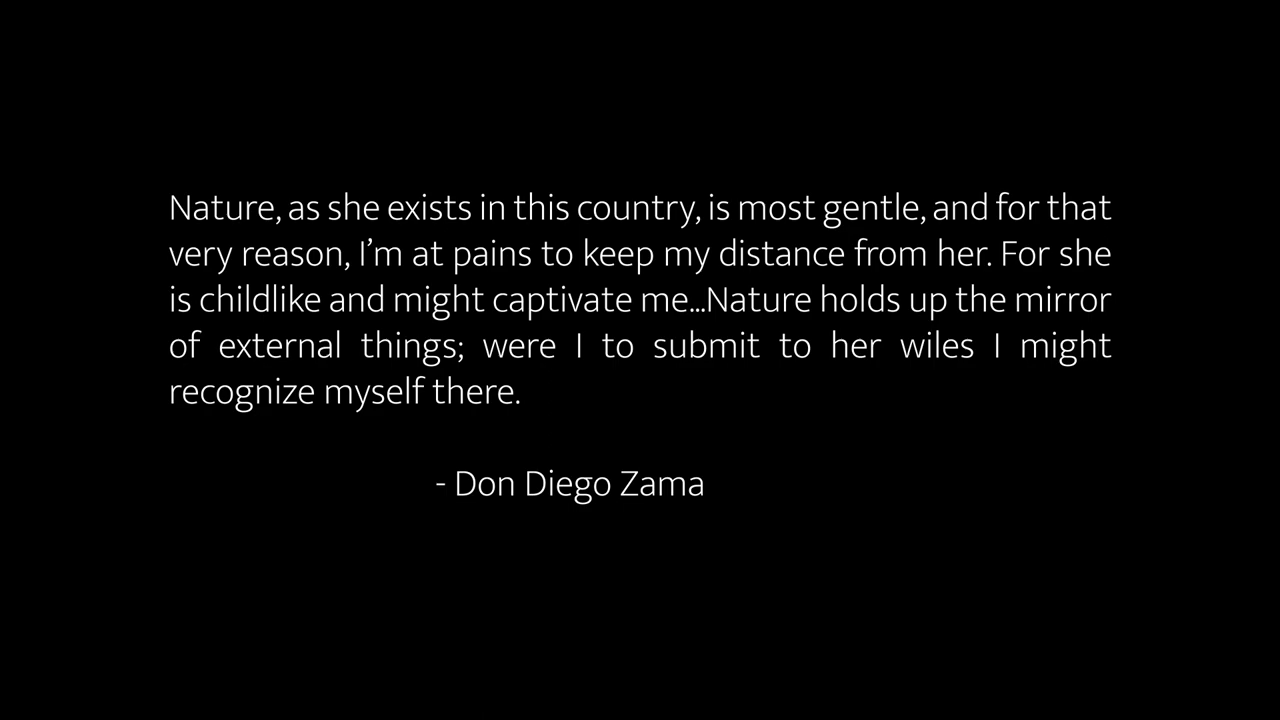 Nature, as she exists in this country, is most gentle, and for that
very reason, I’m at pains to keep my distance from her. For she
is childlike and might captivate me...Nature holds up the mirror
of external things; were I to submit to her wiles I might
recognize myself there.
- Don Diego Zama